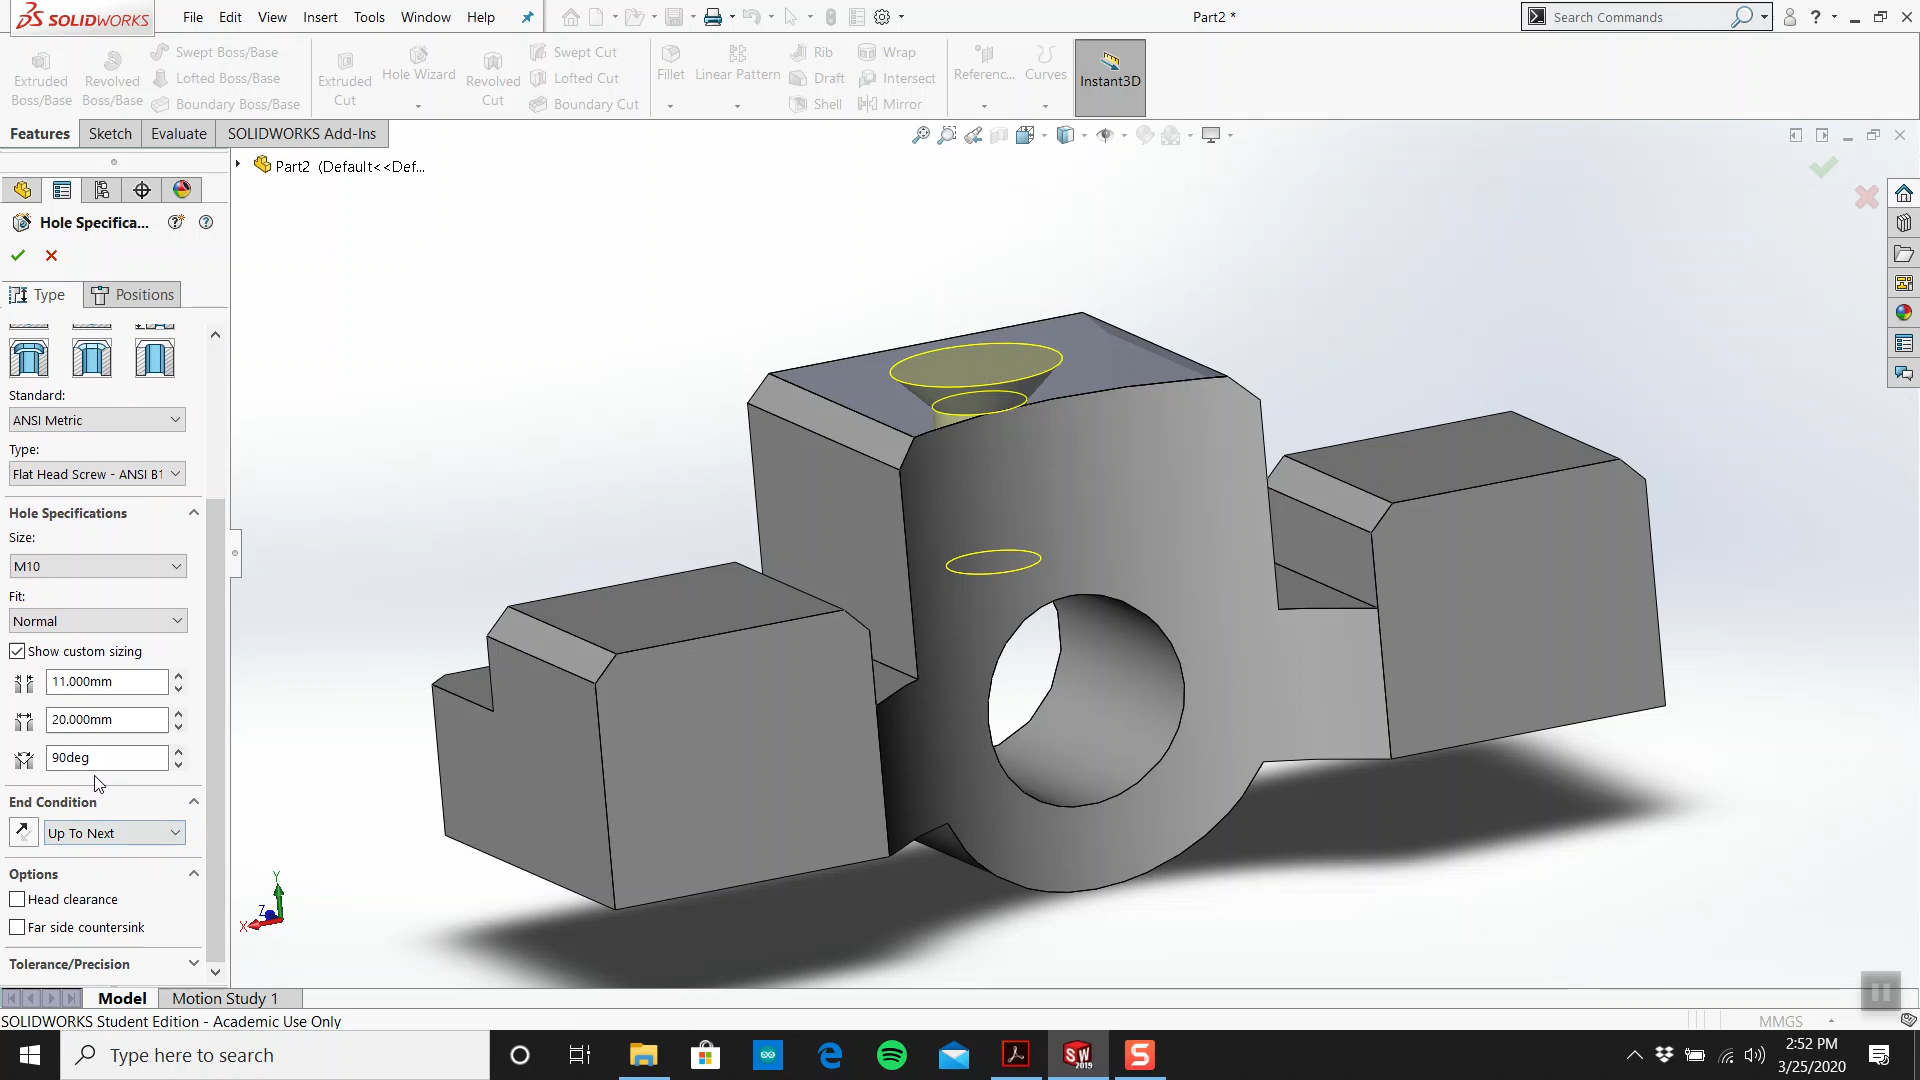 SOLIDWORKS File Edit View Insert Tools Window Help Part2 * Search Commands ?
Extruded Boss/Base
Revolved Boss/Base
Swept Boss/Base
Lofted Boss/Base
Boundary Boss/Base
Extruded Cut
Hole Wizard
Revolved Cut
Swept Cut
Lofted Cut
Boundary Cut
Fillet
Linear Pattern
Rib
Draft
Shell
Wrap
Intersect
Mirror
Referenc...
Curves
Instant3D
Features Sketch Evaluate SOLIDWORKS Add-Ins
Part2 (Default<<Def...
Hole Specifica... ? ?
Type Positions
Standard:
ANSI Metric
Type:
Flat Head Screw - ANSI B1
Hole Specifications
Size:
M10
Fit:
Normal
Show custom sizing
11.000mm
20.000mm
90deg
End Condition
Up To Next
Options
Head clearance
Far side countersink
Tolerance/Precision
Y
Z
X
Model Motion Study 1
SOLIDWORKS Student Edition - Academic Use Only MMGS
Type here to search
SW
2019
S
2:52 PM
3/25/2020